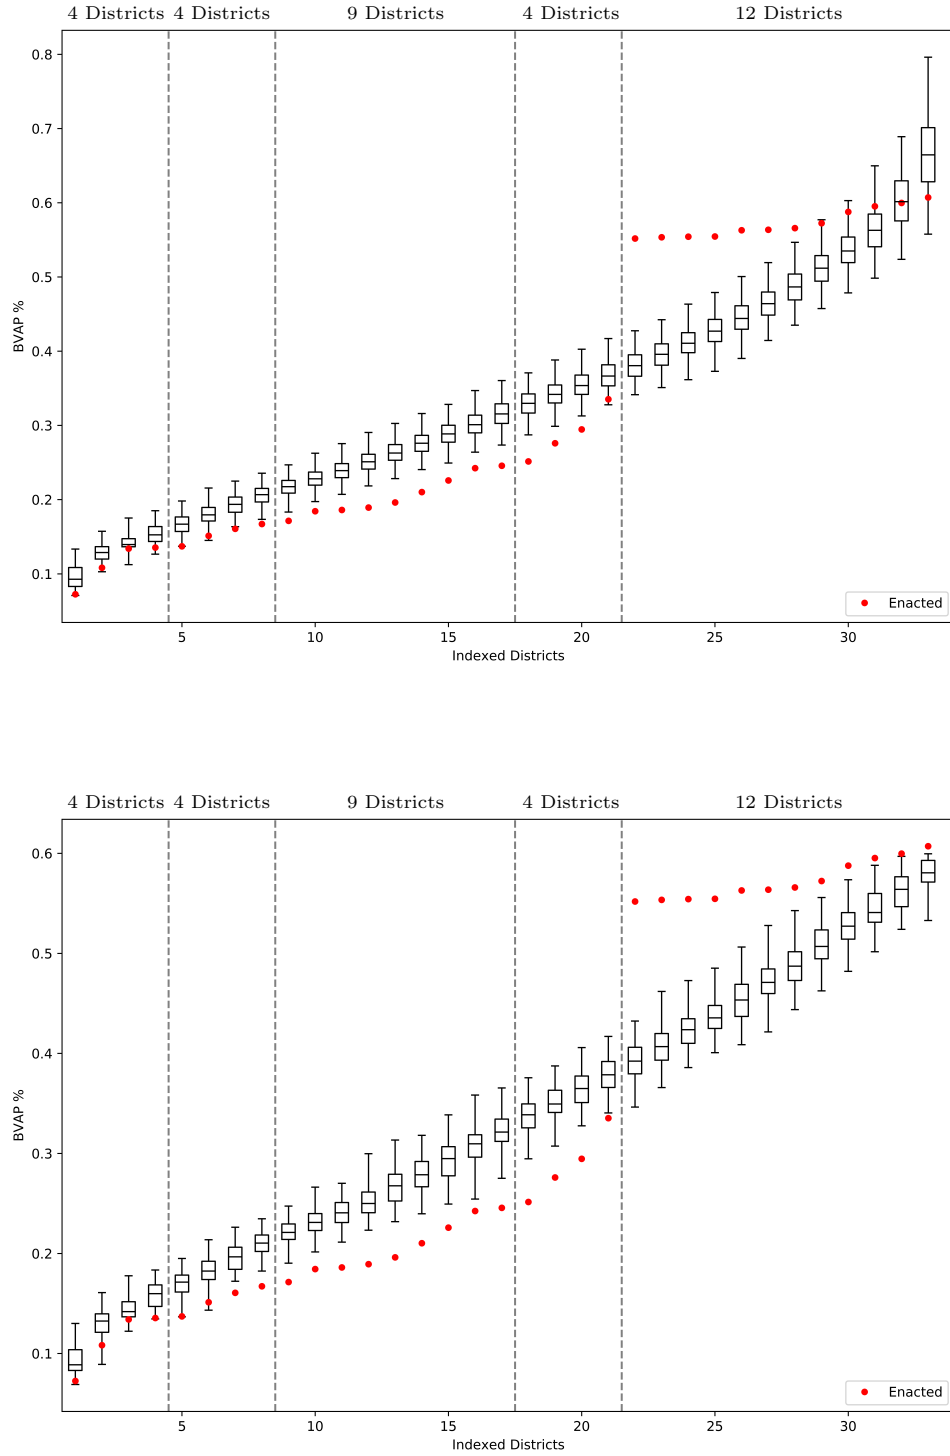 4 Districts 4 Districts 9 Districts 4 Districts 12 Districts
0.8
0.7
0.6
0.5
0.4
0.3
0.2
0.1
BVAP %
Enacted
5 10 15 20 25 30
Indexed Districts
4 Districts 4 Districts 9 Districts 4 Districts 12 Districts
0.6
0.5
0.4
0.3
0.2
0.1
BVAP %
Enacted
5 10 15 20 25 30
Indexed Districts